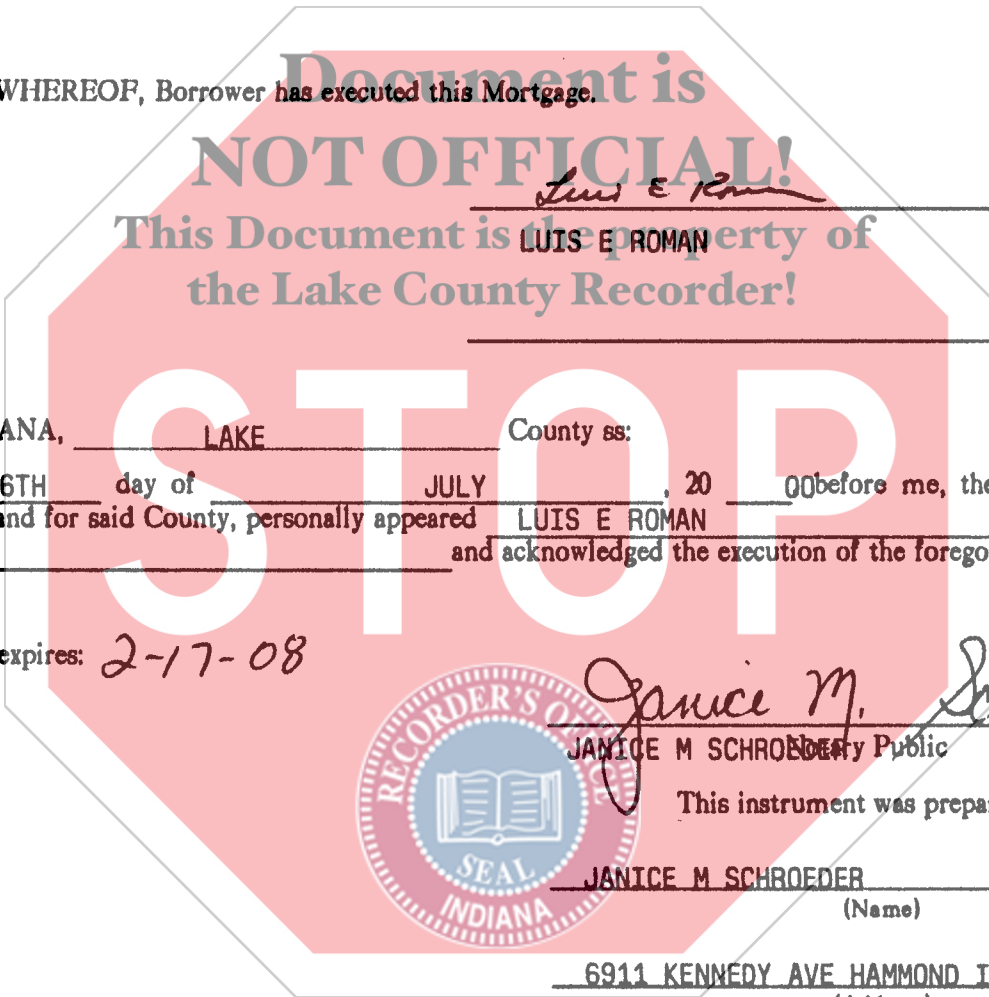 Document is
WHEREOF, Borrower has executed this Mortgage.
NOT OFFICIAL!
Luis E Roman
This Document is the property of
LUIS E ROMAN
the Lake County Recorder!
STOP
ANA, LAKE County ss:
6TH day of JULY, 20 00 before me, the
and for said County, personally appeared LUIS E ROMAN
and acknowledged the execution of the forego
expires: 2-17-08
Janice M.
JANICE M SCHROEDER Notary Public
This instrument was prepa
RECORDER'S OFFICE
SEAL
INDIANA
JANICE M SCHROEDER
(Name)
6911 KENNEDY AVE HAMMOND I